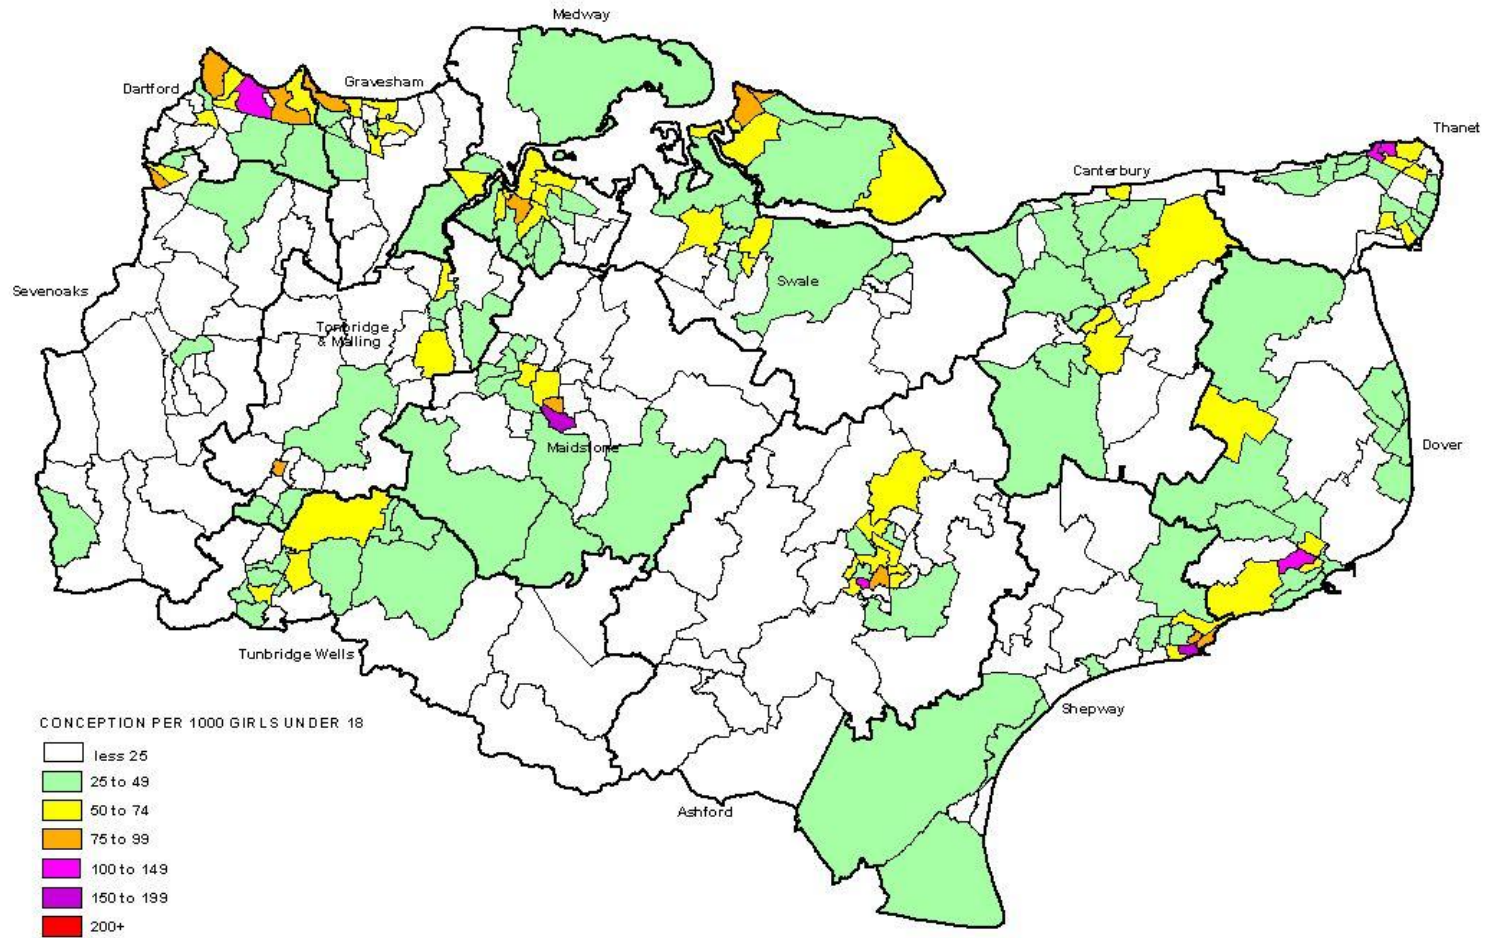 Medway
Dartford
Gravesham
Thanet
Canterbury
Sevenoaks
Swale
Tonbridge
& Malling
Maidstone
Dover
Tunbridge Wells
Shepway
Ashford
CONCEPTION PER 1000 GIRLS UNDER 18
less 25
25 to 49
50 to 74
75 to 99
100 to 149
150 to 199
200+